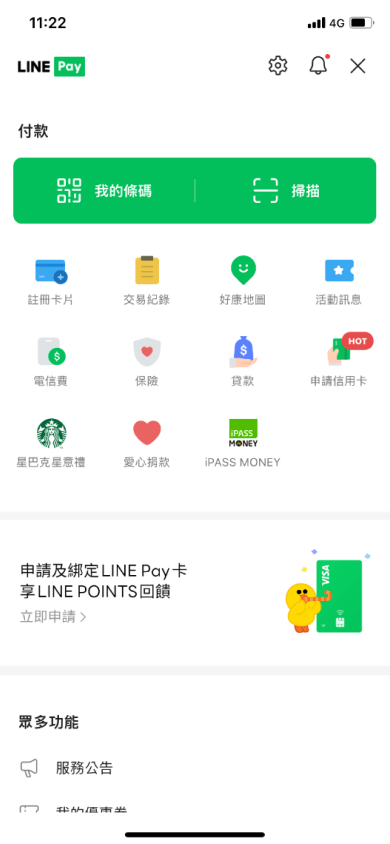 11:22
4G
LINE Pay
付款
我的條碼
掃描
註冊卡片
交易紀錄
好康地圖
活動訊息
HOT
電信費
保險
貸款
申請信用卡
iPASS
MONEY
星巴克星意禮
愛心捐款
iPASS MONEY
申請及綁定LINE Pay卡
享LINE POINTS回饋
立即申請 >
VISA
眾多功能
服務公告
我的優惠券